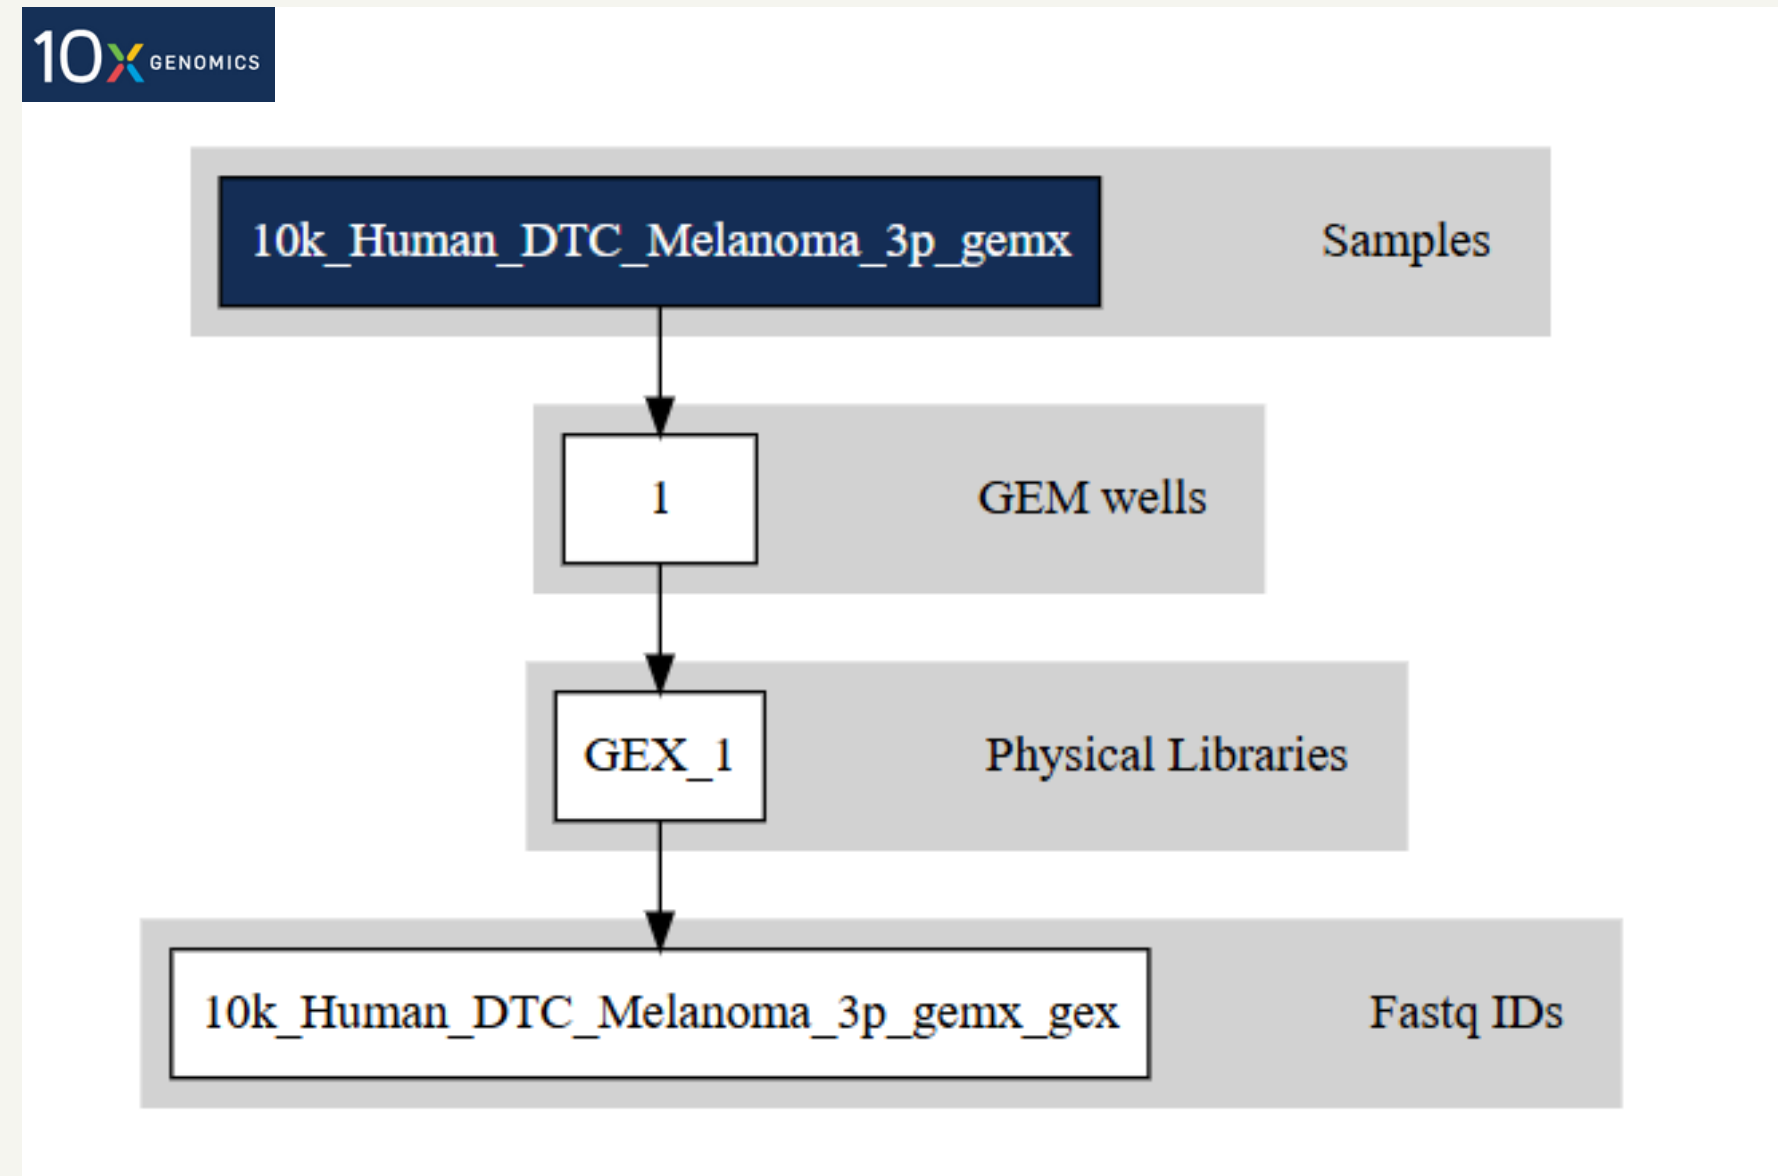 10x GENOMICS
10k_Human_DTC_Melanoma_3p_gemx
Samples
1
GEM wells
GEX_1
Physical Libraries
10k_Human_DTC_Melanoma_3p_gemx_gex
Fastq IDs